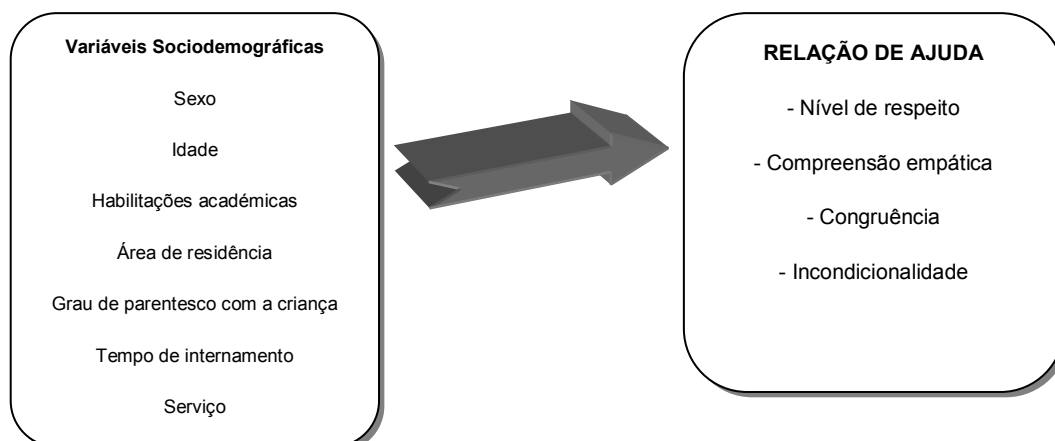 Variáveis Sociodemográficas
Sexo
Idade
Habilitações académicas
Área de residência
Grau de parentesco com a criança
Tempo de internamento
Serviço
RELAÇÃO DE AJUDA
- Nível de respeito
- Compreensão empática
- Congruência
- Incondicionalidade